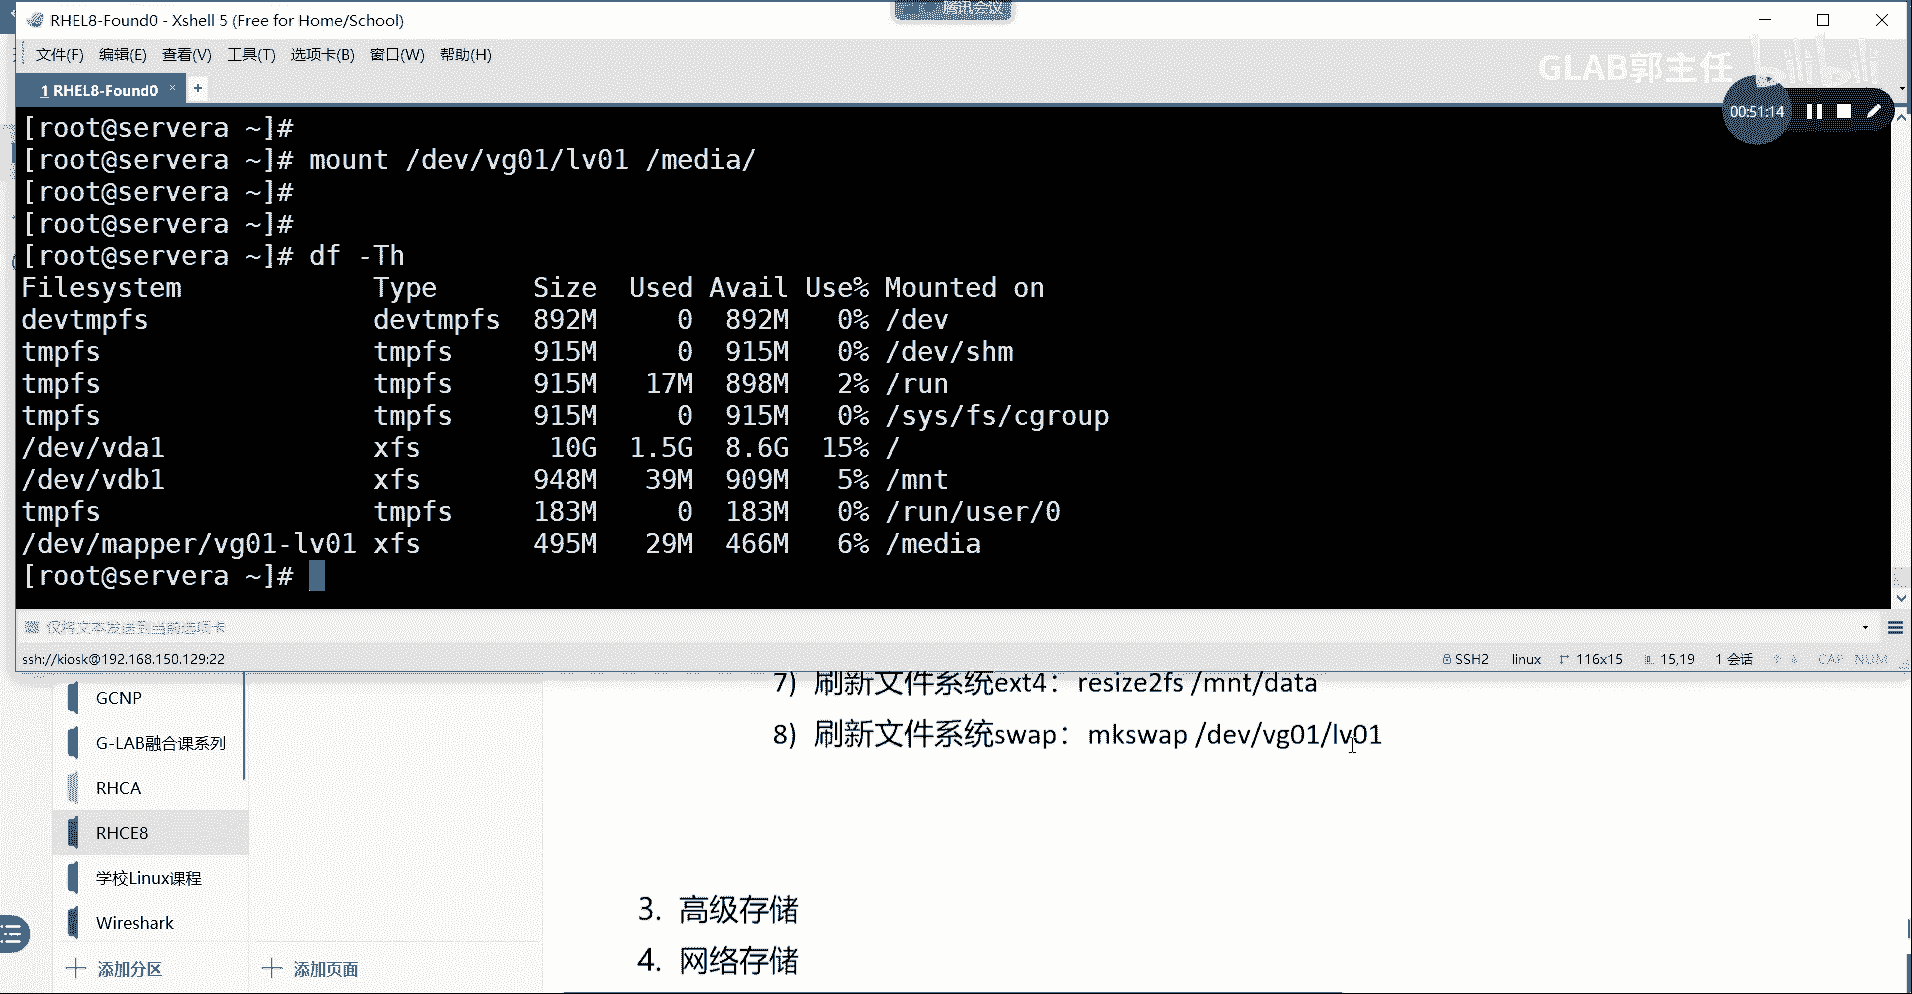 RHEL8-Found0 - Xshell 5 (Free for Home/School)
腾讯会议
文件(F) 编辑(E) 查看(V) 工具(T) 选项卡(B) 窗口(W) 帮助(H)
GLAB郭主任 bilibili
1 RHEL8-Found0 × +
00:51:14
[root@servera ~]#
[root@servera ~]# mount /dev/vg01/lv01 /media/
[root@servera ~]#
[root@servera ~]#
[root@servera ~]# df -Th
Filesystem Type Size Used Avail Use% Mounted on
devtmpfs devtmpfs 892M 0 892M 0% /dev
tmpfs tmpfs 915M 0 915M 0% /dev/shm
tmpfs tmpfs 915M 17M 898M 2% /run
tmpfs tmpfs 915M 0 915M 0% /sys/fs/cgroup
/dev/vda1 xfs 10G 1.5G 8.6G 15% /
/dev/vdb1 xfs 948M 39M 909M 5% /mnt
tmpfs tmpfs 183M 0 183M 0% /run/user/0
/dev/mapper/vg01-lv01 xfs 495M 29M 466M 6% /media
[root@servera ~]#
仅将文本发送到当前选项卡
ssh://kiosk@192.168.150.129:22 SSH2 linux 116x15 15,19 1 会话 CAP NUM
7) 刷新文件系统ext4：resize2fs /mnt/data
8) 刷新文件系统swap：mkswap /dev/vg01/lv01
3. 高级存储
4. 网络存储
GCNP
G-LAB融合课系列
RHCA
RHCE8
学校Linux课程
Wireshark
添加分区 添加页面